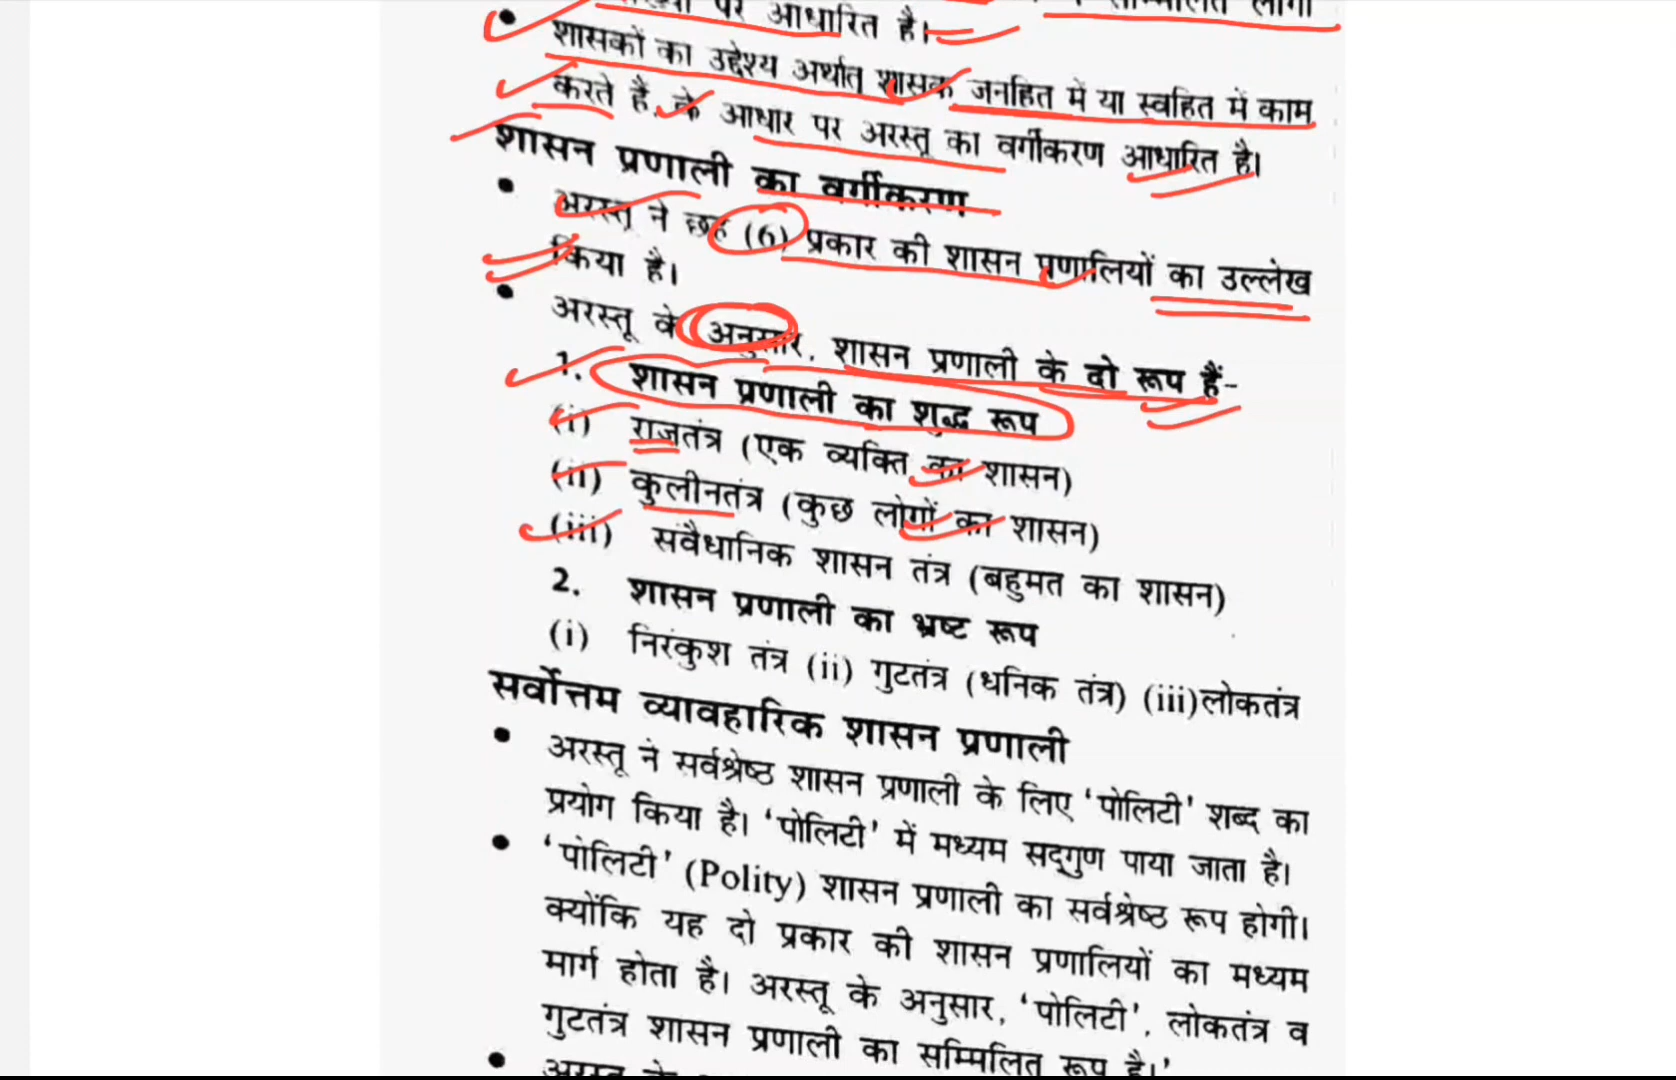 पर आधारित है।
शासकों का उद्देश्य अर्थात् शासक जनहित में या स्वहित में काम
करते हैं, के आधार पर अरस्तू का वर्गीकरण आधारित है।
शासन प्रणाली का वर्गीकरण
अरस्तू ने छह (6) प्रकार की शासन प्रणालियों का उल्लेख
किया है।
अरस्तू के अनुसार, शासन प्रणाली के दो रूप हैं-
1. शासन प्रणाली का शुद्ध रूप
(i) राजतंत्र (एक व्यक्ति का शासन)
(ii) कुलीनतंत्र (कुछ लोगों का शासन)
(iii) संवैधानिक शासन तंत्र (बहुमत का शासन)
2. शासन प्रणाली का भ्रष्ट रूप
(i) निरंकुश तंत्र (ii) गुटतंत्र (धनिक तंत्र) (iii)लोकतंत्र
सर्वोत्तम व्यावहारिक शासन प्रणाली
अरस्तू ने सर्वश्रेष्ठ शासन प्रणाली के लिए 'पोलिटी' शब्द का
प्रयोग किया है। 'पोलिटी' में मध्यम सद्गुण पाया जाता है।
'पोलिटी' (Polity) शासन प्रणाली का सर्वश्रेष्ठ रूप होगी।
क्योंकि यह दो प्रकार की शासन प्रणालियों का मध्यम
मार्ग होता है। अरस्तू के अनुसार, 'पोलिटी', लोकतंत्र व
गुटतंत्र शासन प्रणाली का सम्मिलित रूप है।'